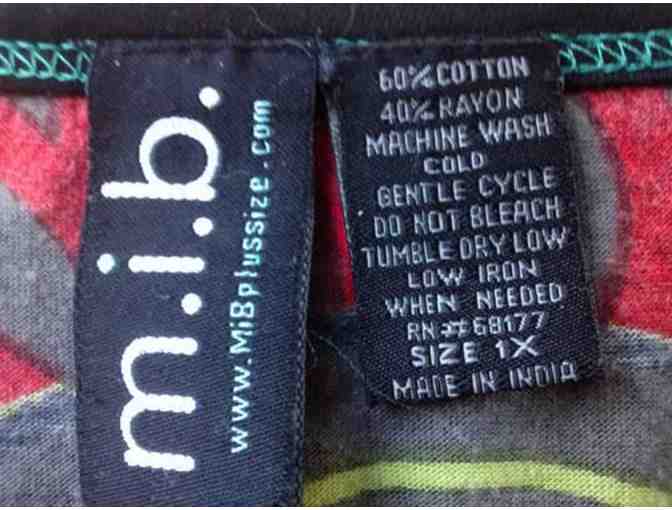 m.i.b.
www.MiBplussize.com
60%COTTON
40%RAYON
MACHINE WASH
COLD
GENTLE CYCLE
DO NOT BLEACH
TUMBLE DRY LOW
LOW IRON
WHEN NEEDED
RN#68177
SIZE 1X
MADE IN INDIA